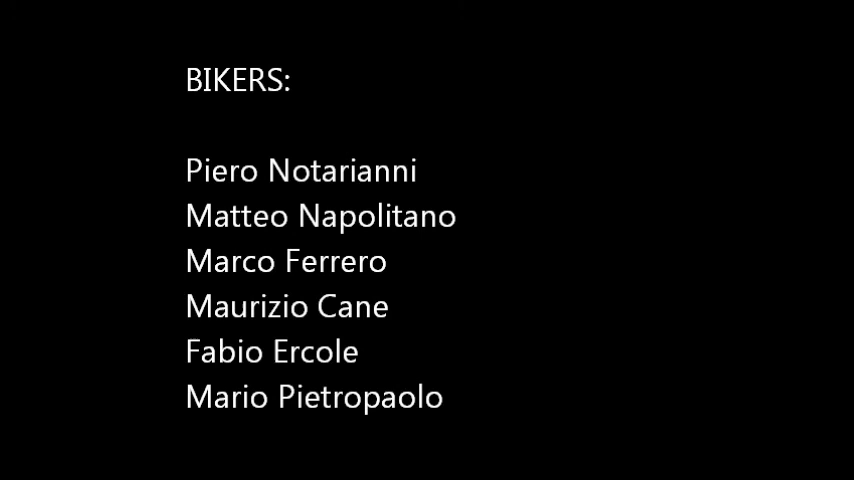 BIKERS:
Piero Notarianni
Matteo Napolitano
Marco Ferrero
Maurizio Cane
Fabio Ercole
Mario Pietropaolo